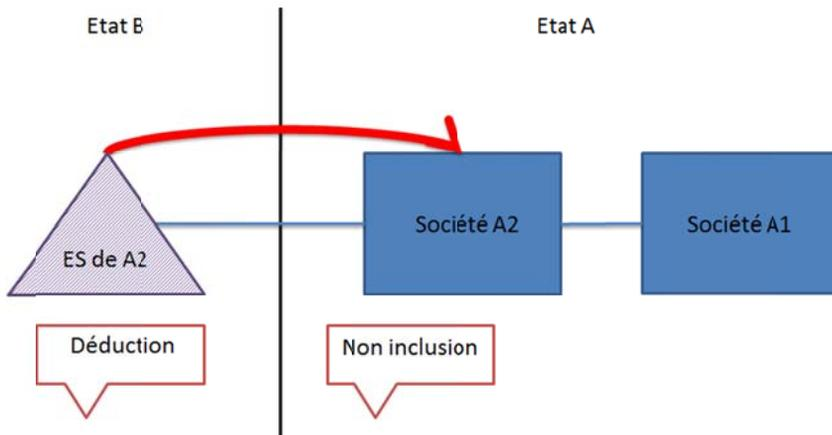 Etat B
Etat A
ES de A2
Société A2
Société A1
Déduction
Non inclusion